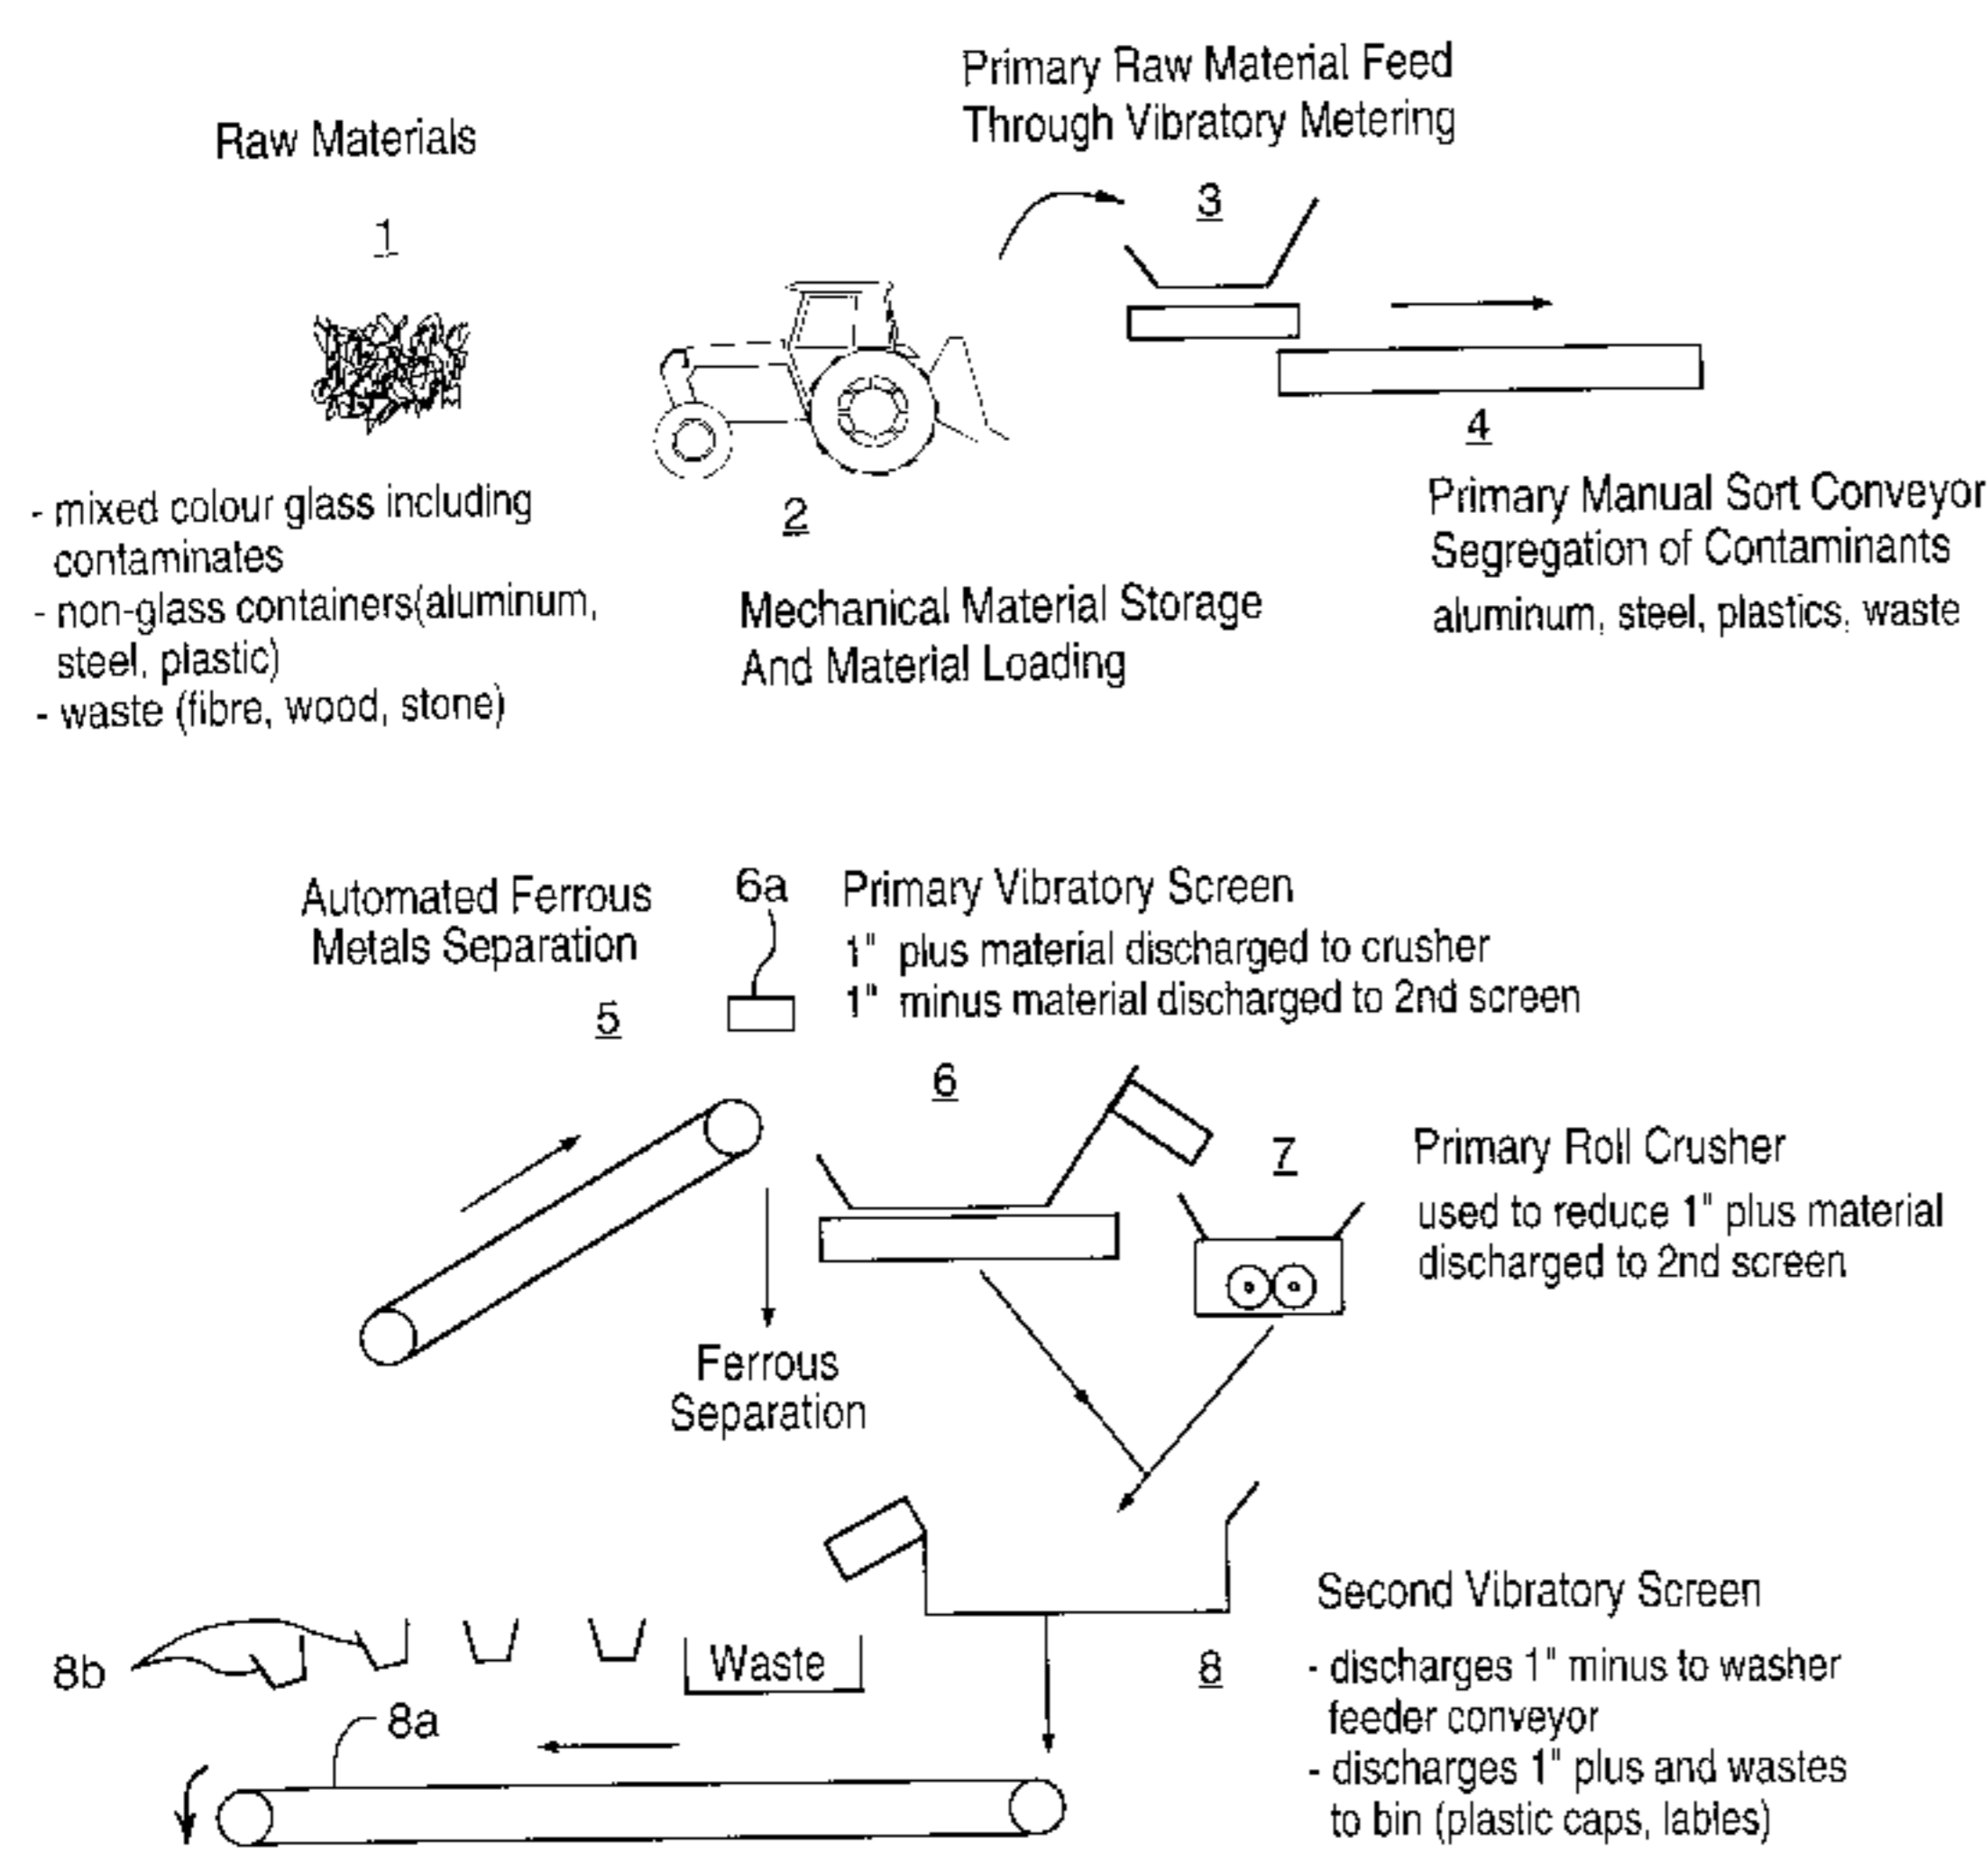 Raw Materials
1
- mixed colour glass including
contaminates
- non-glass containers(aluminum,
steel, plastic)
- waste (fibre, wood, stone)
2
Mechanical Material Storage
And Material Loading
Primary Raw Material Feed
Through Vibratory Metering
3
4
Primary Manual Sort Conveyor
Segregation of Contaminants
aluminum, steel, plastics, waste
Automated Ferrous
Metals Separation
5
6a
Primary Vibratory Screen
1" plus material discharged to crusher
1" minus material discharged to 2nd screen
6
7
Primary Roll Crusher
used to reduce 1" plus material
discharged to 2nd screen
Ferrous
Separation
8b
Waste
8a
8
Second Vibratory Screen
- discharges 1" minus to washer
feeder conveyor
- discharges 1" plus and wastes
to bin (plastic caps, lables)